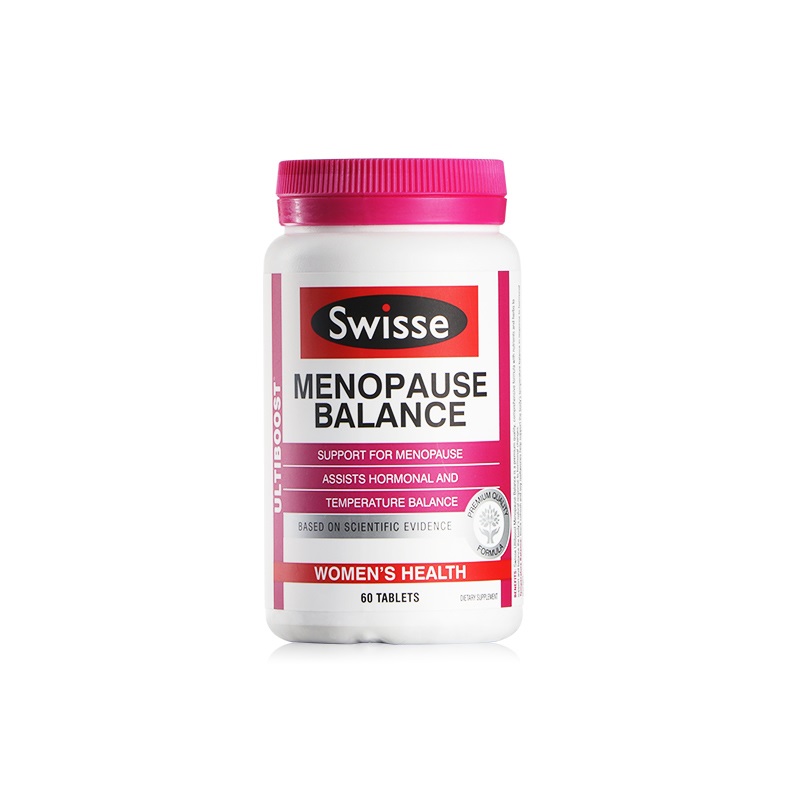 Swisse
MENOPAUSE
BALANCE
SUPPORT FOR MENOPAUSE
ASSISTS HORMONAL AND
TEMPERATURE BALANCE
BASED ON SCIENTIFIC EVIDENCE
PREMIUM QUALITY
FORMULA
WOMEN'S HEALTH
60 TABLETS
DIETARY SUPPLEMENT
ULTIBOOST